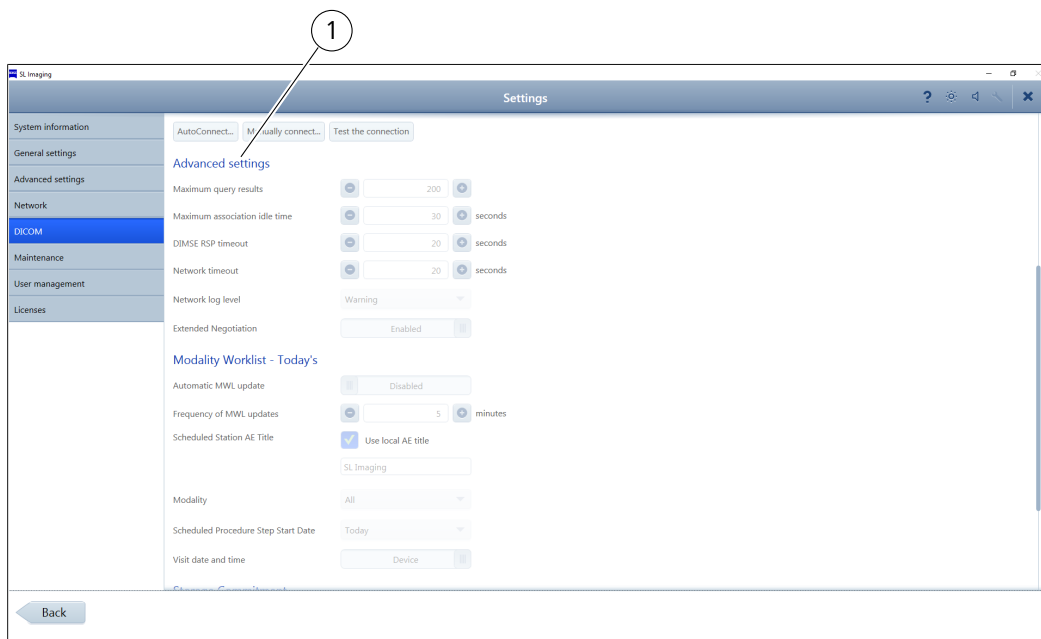 1
SL Imaging
Settings
?
System information
General settings
Advanced settings
Network
DICOM
Maintenance
User management
Licenses
AutoConnect... Manually connect... Test the connection
Advanced settings
Maximum query results 200
Maximum association idle time 30 seconds
DIMSE RSP timeout 20 seconds
Network timeout 20 seconds
Network log level Warning
Extended Negotiation Enabled
Modality Worklist - Today's
Automatic MWL update Disabled
Frequency of MWL updates 5 minutes
Scheduled Station AE Title Use local AE title
SL Imaging
Modality All
Scheduled Procedure Step Start Date Today
Visit date and time Device
Storage Commitment
Back